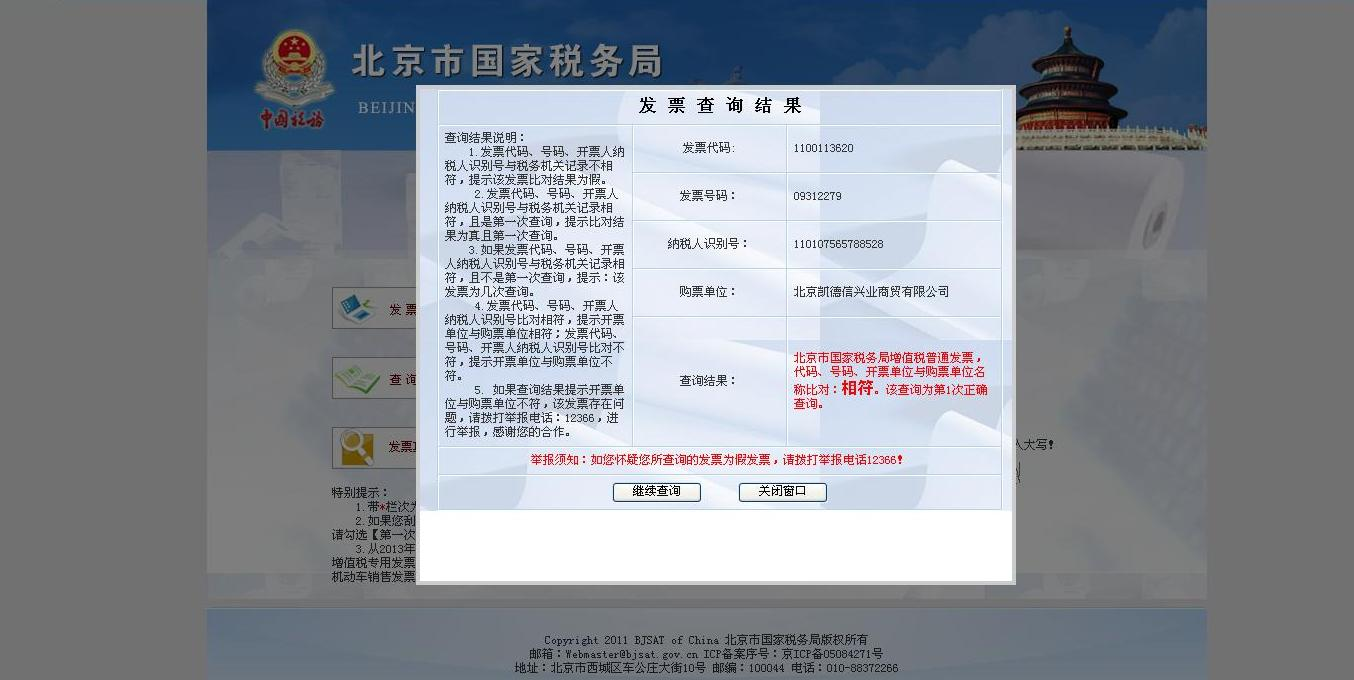 北京市国家税务局
中国税务
BEIJIN
发票查询结果
查询结果说明：
1.发票代码、号码、开票人纳
税人识别号与税务机关记录不相
符，提示该发票比对结果为假。
2.发票代码、号码、开票人
纳税人识别号与税务机关记录相
符，且是第一次查询，提示比对结
果为真且第一次查询。
3.如果发票代码、号码、开票
人纳税人识别号与税务机关记录相
符，且不是第一次查询，提示：该
发票为几次查询。
4.发票代码、号码、开票人
纳税人识别号比对相符，提示开票
单位与购票单位相符；发票代码、
号码、开票人纳税人识别号比对不
符，提示开票单位与购票单位不
符。
5. 如果查询结果提示开票单
位与购票单位不符，该发票存在问
题，请拨打举报电话：12366，进
行举报，感谢您的合作。
发票代码: 1100113620
发票号码： 09312279
纳税人识别号： 110107565788528
购票单位： 北京凯德信兴业商贸有限公司
查询结果：
北京市国家税务局增值税普通发票，
代码、号码、开票单位与购票单位名
称比对：相符。该查询为第1次正确
查询。
举报须知：如您怀疑您所查询的发票为假发票，请拨打举报电话12366！
继续查询 关闭窗口
发 票
查 询
发票
大写！
特别提示：
1.带*栏次为
2.如果您刮
请勾选【第一次
3.从2013年
增值税专用发票
机动车销售发票
Copyright 2011 BJSAT of China 北京市国家税务局版权所有
邮箱：Webmaster@bjsat.gov.cn ICP备案序号：京ICP备05084271号
地址：北京市西城区车公庄大街10号 邮编：100044 电话：010-88372266